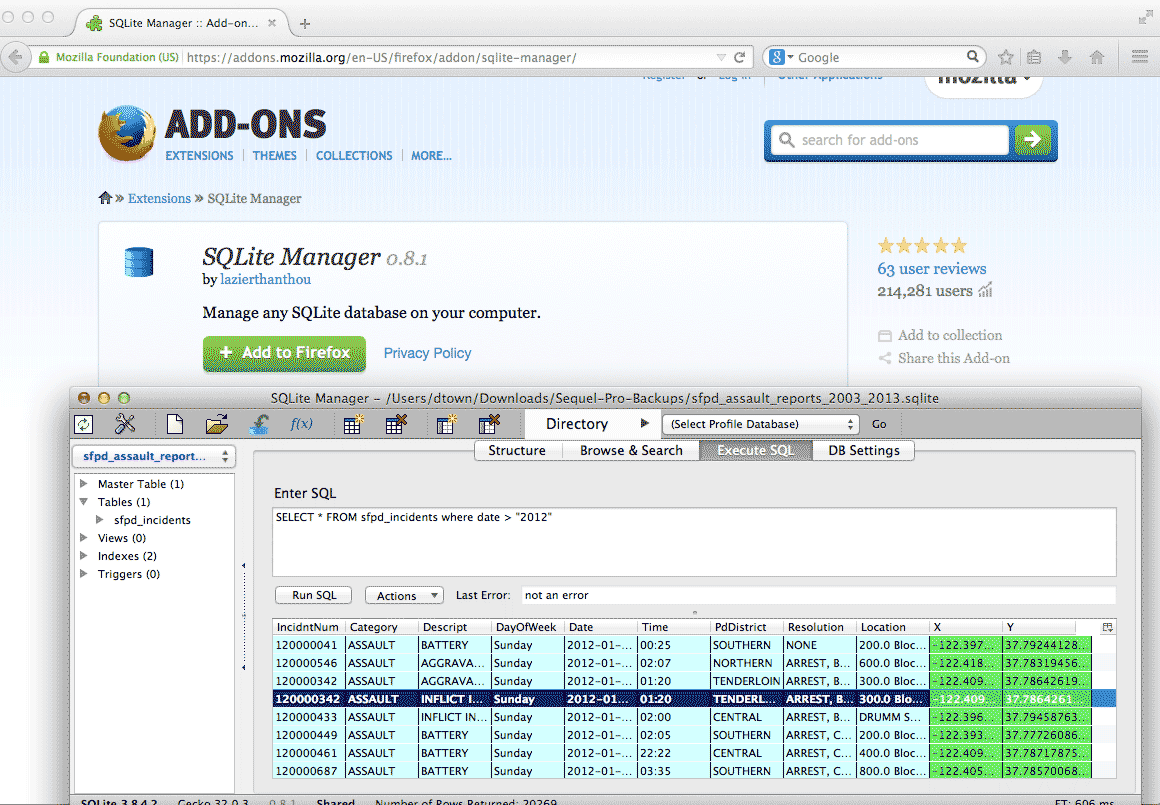 SQLite Manager :: Add-on...
Mozilla Foundation (US) https://addons.mozilla.org/en-US/firefox/addon/sqlite-manager/ Google
Register or Log in Other Applications mozilla
ADD-ONS
EXTENSIONS THEMES COLLECTIONS MORE...
search for add-ons
» Extensions » SQLite Manager
SQLite Manager 0.8.1
by lazierthanthou
Manage any SQLite database on your computer.
+ Add to Firefox Privacy Policy
63 user reviews
214,281 users
Add to collection
Share this Add-on
SQLite Manager - /Users/dtown/Downloads/Sequel-Pro-Backups/sfpd_assault_reports_2003_2013.sqlite
f(x) Directory (Select Profile Database) Go
sfpd_assault_report...
Structure Browse & Search Execute SQL DB Settings
Master Table (1)
Tables (1)
sfpd_incidents
Views (0)
Indexes (2)
Triggers (0)
Enter SQL
SELECT * FROM sfpd_incidents where date > "2012"
Run SQL Actions Last Error: not an error
IncidntNum Category Descript DayOfWeek Date Time PdDistrict Resolution Location X Y
120000041 ASSAULT BATTERY Sunday 2012-01-... 00:25 SOUTHERN NONE 200.0 Bloc... -122.397... 37.79244128...
120000546 ASSAULT AGGRAVA... Sunday 2012-01-... 02:07 NORTHERN ARREST, B... 600.0 Bloc... -122.418... 37.78319456...
120000342 ASSAULT AGGRAVA... Sunday 2012-01-... 01:20 TENDERLOIN ARREST, B... 300.0 Bloc... -122.409... 37.78642619...
120000342 ASSAULT INFLICT I... Sunday 2012-01... 01:20 TENDERL... ARREST, B... 300.0 Blo... -122.409... 37.7864261...
120000433 ASSAULT INFLICT IN... Sunday 2012-01-... 02:00 CENTRAL ARREST, B... DRUMM S... -122.396... 37.79458763...
120000449 ASSAULT BATTERY Sunday 2012-01-... 02:05 SOUTHERN ARREST, C... 200.0 Bloc... -122.393... 37.77726086...
120000461 ASSAULT BATTERY Sunday 2012-01-... 22:22 CENTRAL ARREST, C... 400.0 Bloc... -122.409... 37.78717875...
120000687 ASSAULT BATTERY Sunday 2012-01-... 03:35 SOUTHERN ARREST, C... 800.0 Bloc... -122.405... 37.78570068...
SQLite 3.8.4.2 Gecko 32.0.3 0.8.1 Shared Number of Rows Returned: 20269 ET: 606 ms